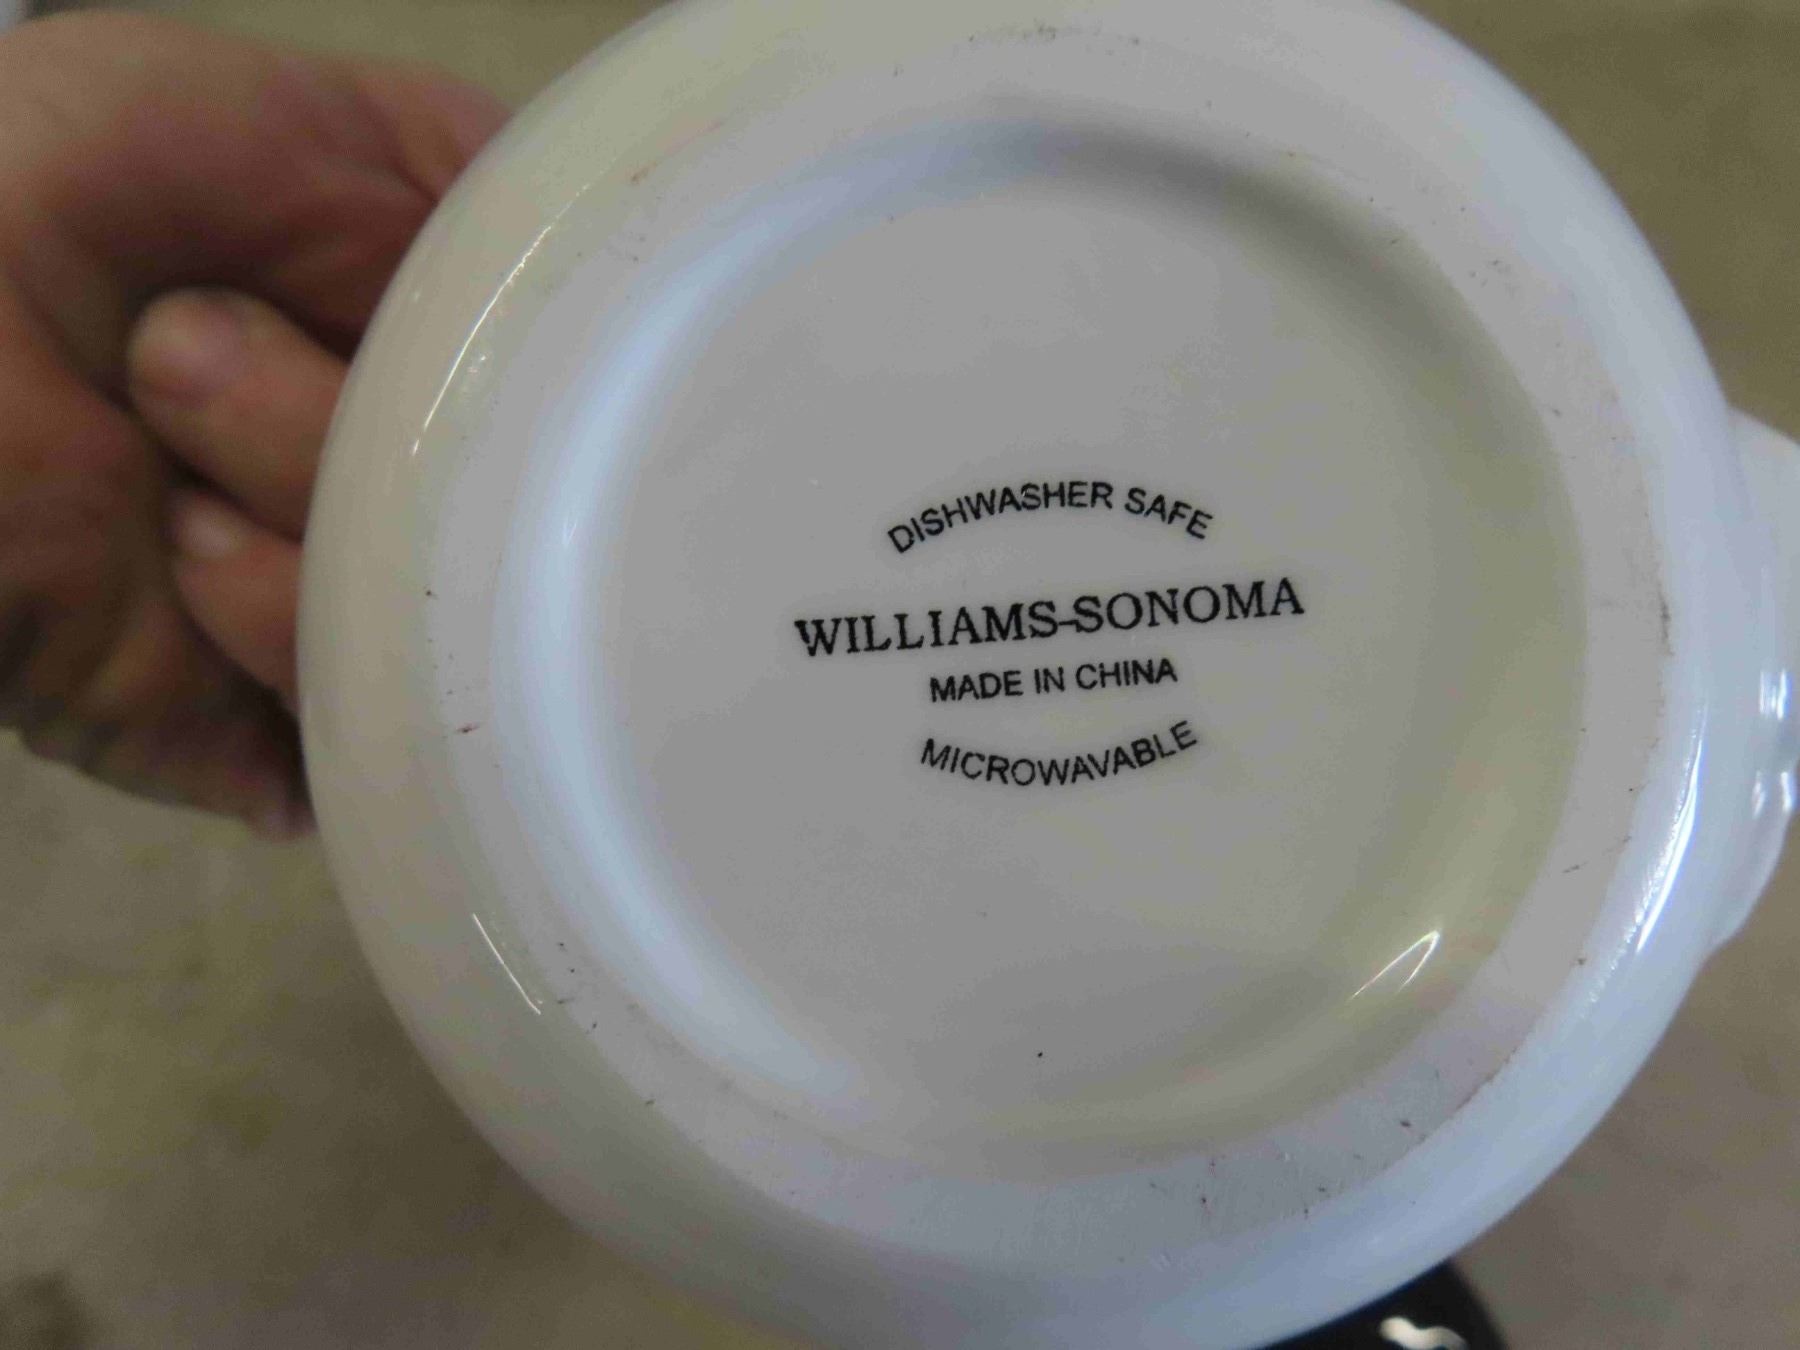 DISHWASHER SAFE
WILLIAMS-SONOMA
MADE IN CHINA
MICROWAVABLE